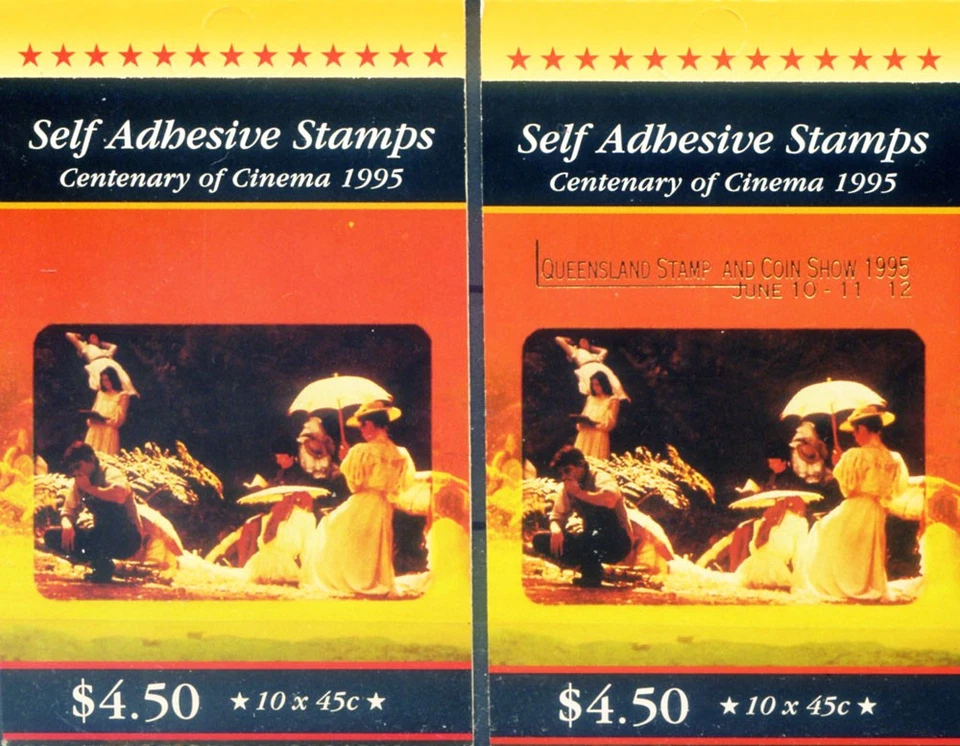 Self Adhesive Stamps
Centenary of Cinema 1995
$4.50 ★ 10 x 45c ★
Self Adhesive Stamps
Centenary of Cinema 1995
QUEENSLAND STAMP AND COIN SHOW 1995
JUNE 10 - 11 12
$4.50 ★ 10 x 45c ★